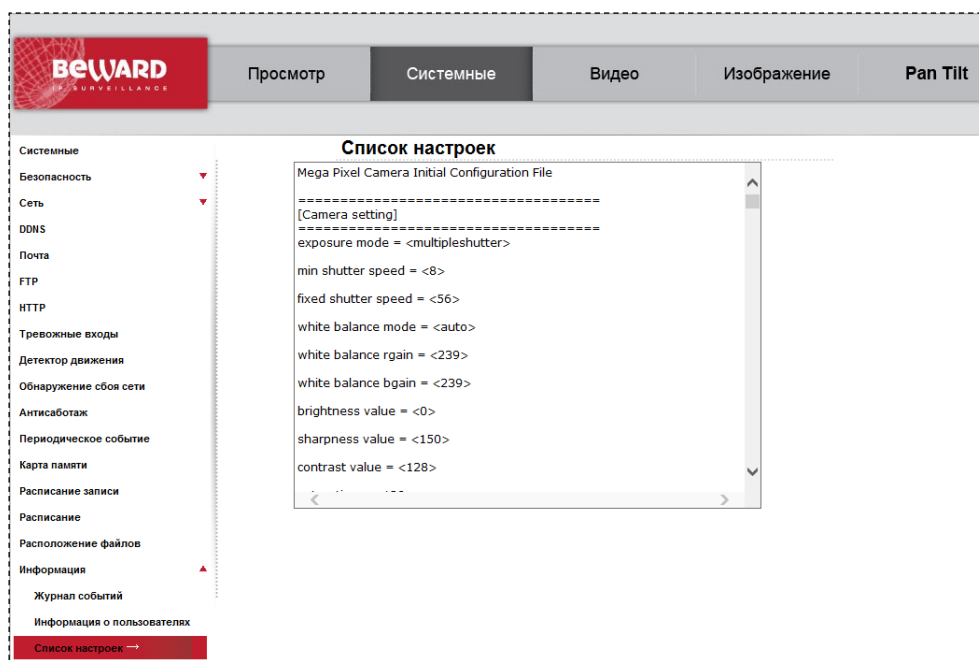 BEWARD
IP SURVEILLANCE
Просмотр
Системные
Видео
Изображение
Pan Tilt
Системные
Безопасность
Сеть
DDNS
Почта
FTP
HTTP
Тревожные входы
Детектор движения
Обнаружение сбоя сети
Антисаботаж
Периодическое событие
Карта памяти
Расписание записи
Расписание
Расположение файлов
Информация
Журнал событий
Информация о пользователях
Список настроек →
Список настроек
Mega Pixel Camera Initial Configuration File
====================================
[Camera setting]
====================================
exposure mode = <multipleshutter>
min shutter speed = <8>
fixed shutter speed = <56>
white balance mode = <auto>
white balance rgain = <239>
white balance bgain = <239>
brightness value = <0>
sharpness value = <150>
contrast value = <128>